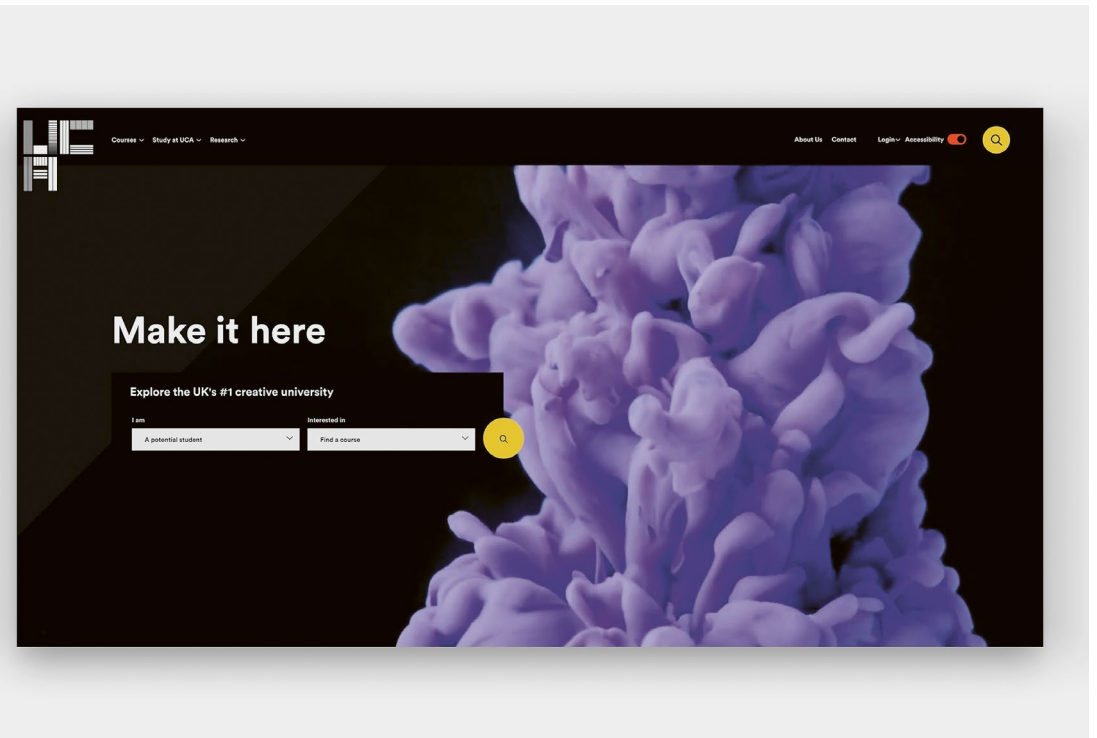 UC
A
Courses Study at UCA Research
About Us Contact Login Accessibility
Make it here
Explore the UK's #1 creative university
I am Interested in
A potential student Find a course